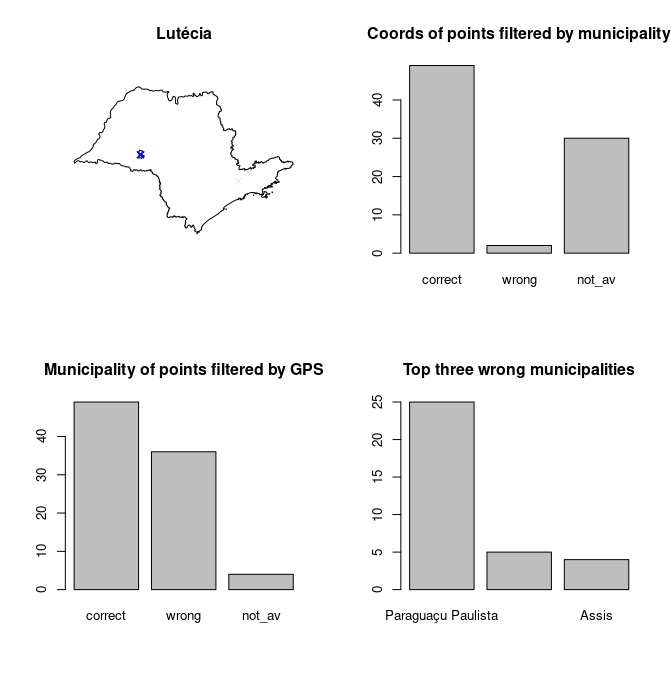 Lutécia
Coords of points filtered by municipality
40
30
20
10
0
correct wrong not_av
Municipality of points filtered by GPS
40
30
20
10
0
correct wrong not_av
Top three wrong municipalities
25
20
15
10
5
0
Paraguaçu Paulista Assis